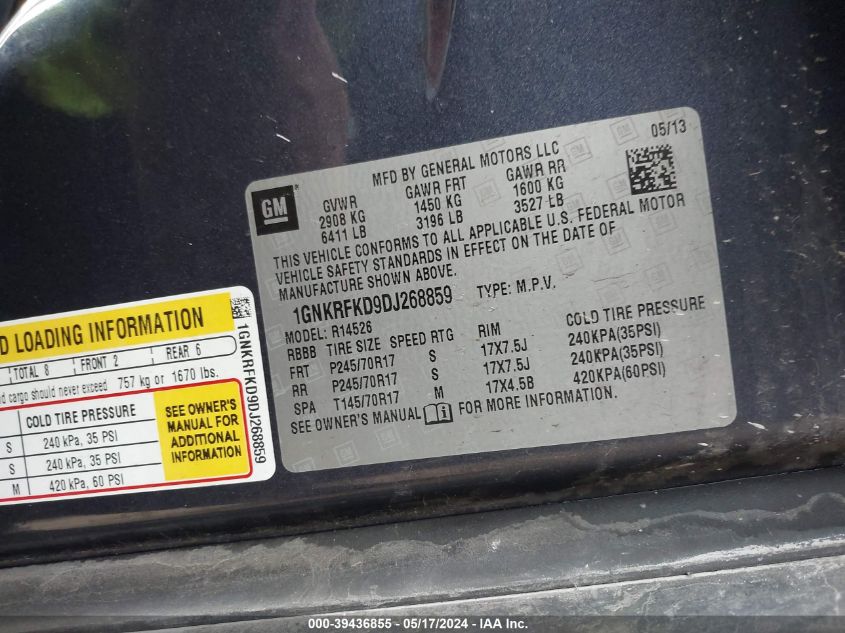 05/13
MFD BY GENERAL MOTORS LLC
GM
GVWR GAWR FRT GAWR RR
2908 KG 1450 KG 1600 KG
6411 LB 3196 LB 3527 LB
THIS VEHICLE CONFORMS TO ALL APPLICABLE U.S. FEDERAL MOTOR
VEHICLE SAFETY STANDARDS IN EFFECT ON THE DATE OF
MANUFACTURE SHOWN ABOVE.
1GNKRFKD9DJ268859 TYPE: M.P.V.
MODEL: R14526
RBBB TIRE SIZE SPEED RTG RIM COLD TIRE PRESSURE
FRT P245/70R17 S 17X7.5J 240KPA(35PSI)
RR P245/70R17 S 17X7.5J 240KPA(35PSI)
SPA T145/70R17 M 17X4.5B 420KPA(60PSI)
SEE OWNER'S MANUAL FOR MORE INFORMATION.
D LOADING INFORMATION
TOTAL 8 FRONT 2 REAR 6
d cargo should never exceed 757 kg or 1670 lbs.
COLD TIRE PRESSURE
S 240 kPa, 35 PSI
S 240 kPa, 35 PSI
M 420 kPa, 60 PSI
SEE OWNER'S
MANUAL FOR
ADDITIONAL
INFORMATION
1GNKRFKD9DJ268859
000-39436855 - 05/17/2024 - IAA Inc.